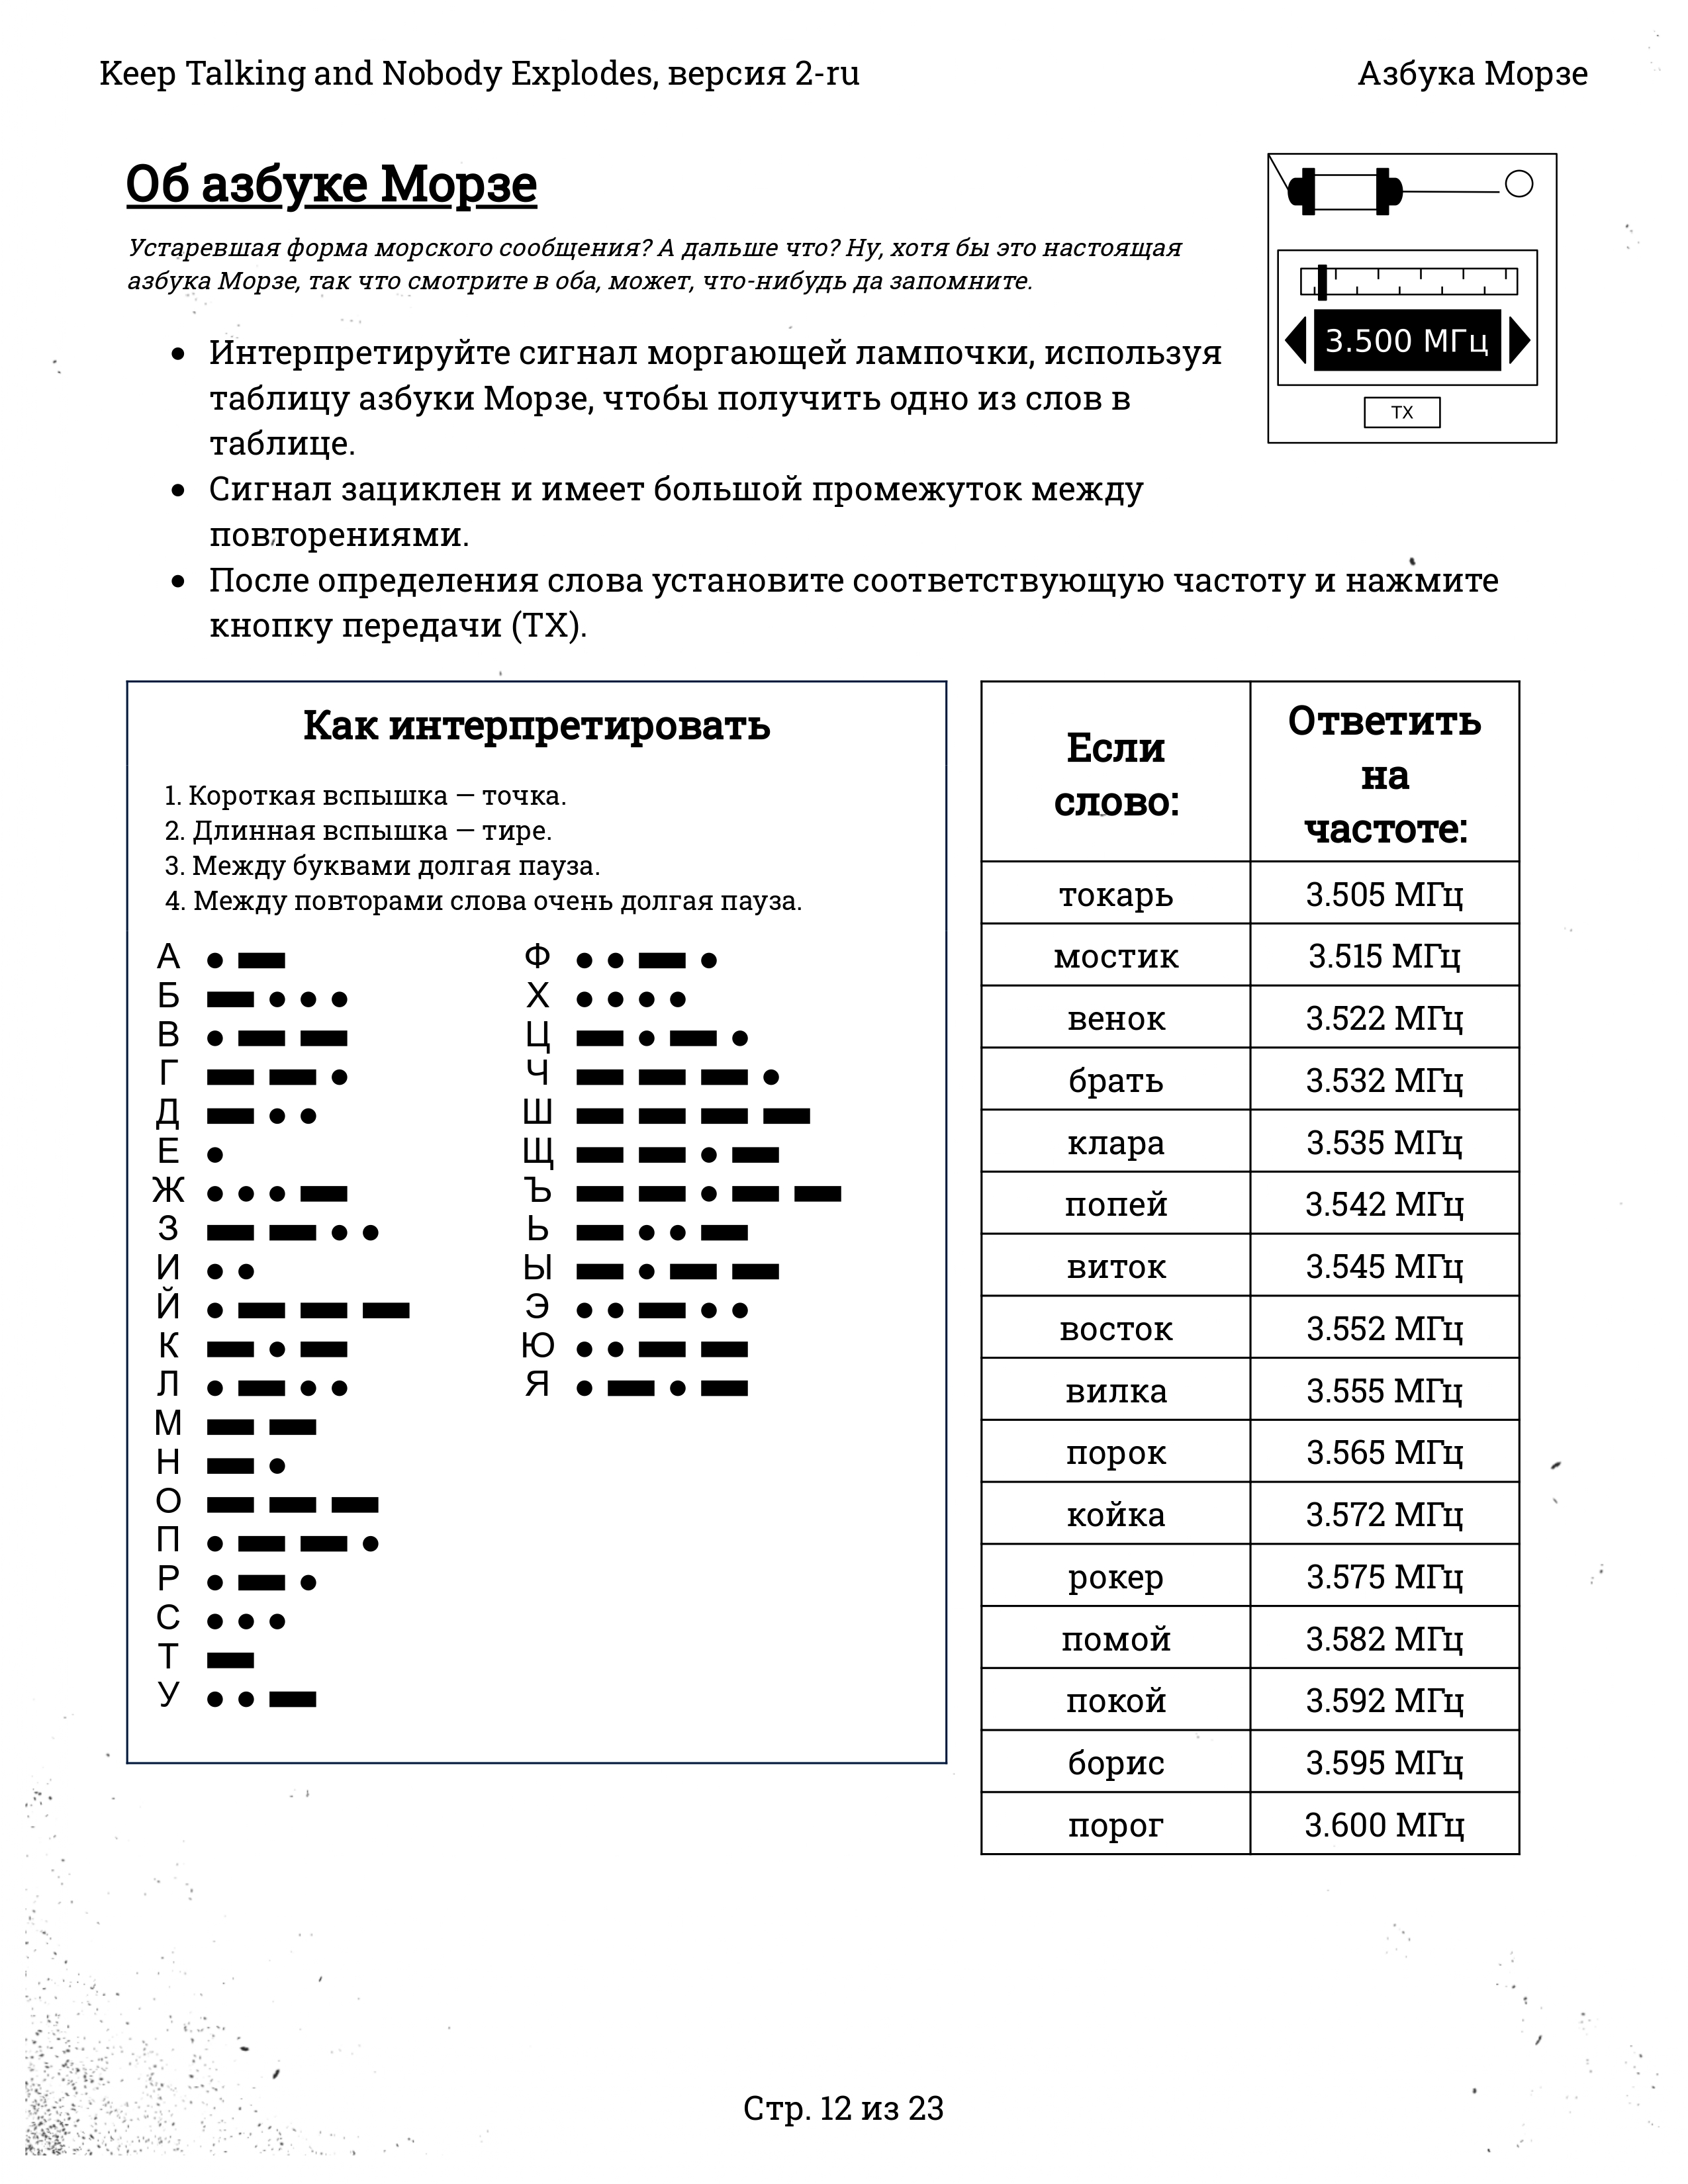 Keep Talking and Nobody Explodes, версия 2-ru
Азбука Морзе
Об азбуке Морзе
Устаревшая форма морского сообщения? А дальше что? Ну, хотя бы это настоящая
азбука Морзе, так что смотрите в оба, может, что-нибудь да запомните.
3.500 МГц
TX
• Интерпретируйте сигнал моргающей лампочки, используя
таблицу азбуки Морзе, чтобы получить одно из слов в
таблице.
• Сигнал зациклен и имеет большой промежуток между
повторениями.
• После определения слова установите соответствующую частоту и нажмите
кнопку передачи (TX).
Как интерпретировать
1. Короткая вспышка — точка.
2. Длинная вспышка — тире.
3. Между буквами долгая пауза.
4. Между повторами слова очень долгая пауза.
А
Б
В
Г
Д
Е
Ж
З
И
Й
К
Л
М
Н
О
П
Р
С
Т
У
Ф
Х
Ц
Ч
Ш
Щ
Ъ
Ь
Ы
Э
Ю
Я
Если
слово:
Ответить
на
частоте:
токарь 3.505 МГц
мостик 3.515 МГц
венок 3.522 МГц
брать 3.532 МГц
клара 3.535 МГц
попей 3.542 МГц
виток 3.545 МГц
восток 3.552 МГц
вилка 3.555 МГц
порок 3.565 МГц
койка 3.572 МГц
рокер 3.575 МГц
помой 3.582 МГц
покой 3.592 МГц
борис 3.595 МГц
порог 3.600 МГц
Стр. 12 из 23